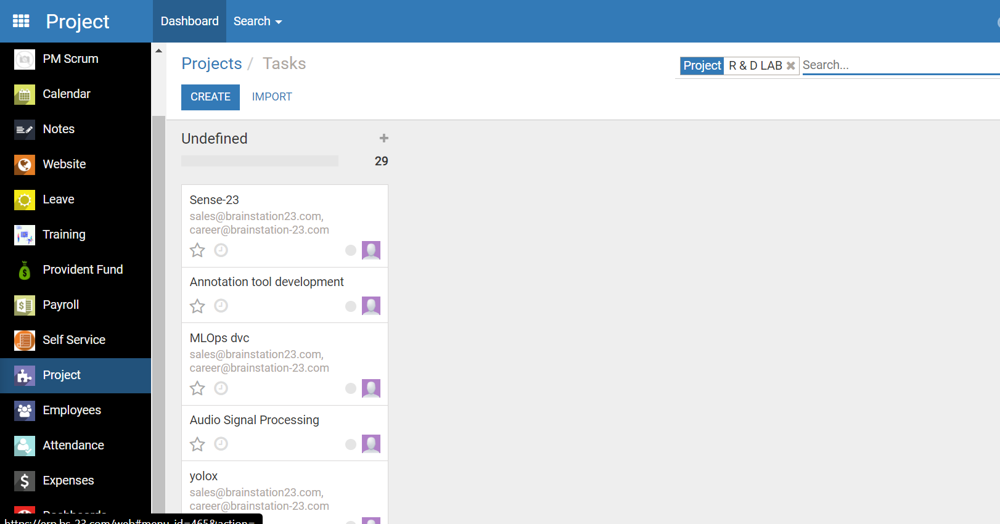 Project
Dashboard
Search
PM Scrum
Calendar
Notes
Website
Leave
Training
Provident Fund
Payroll
Self Service
Project
Employees
Attendance
Expenses
Dashboards
https://erp.bs-23.com/web#menu_id=465&action=
Projects / Tasks
Project R & D LAB
Search...
CREATE
IMPORT
Undefined
29
Sense-23
sales@brainstation23.com,
career@brainstation-23.com
Annotation tool development
MLOps dvc
sales@brainstation23.com,
career@brainstation-23.com
Audio Signal Processing
yolox
sales@brainstation23.com,
career@brainstation-23.com